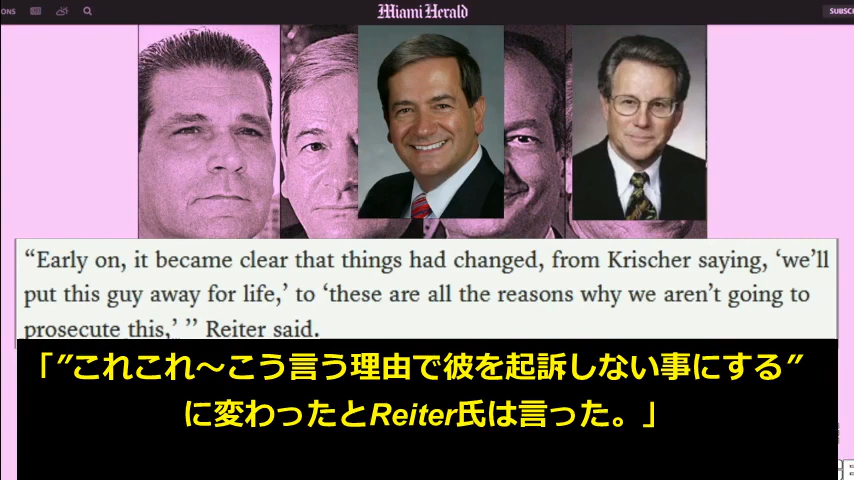 ONS
Miami Herald
SUBSC
“Early on, it became clear that things had changed, from Krischer saying, ‘we’ll
put this guy away for life,’ to ‘these are all the reasons why we aren’t going to
prosecute this,’ ” Reiter said.
「”これこれ～こう言う理由で彼を起訴しない事にする”
に変わったとReiter氏は言った。」